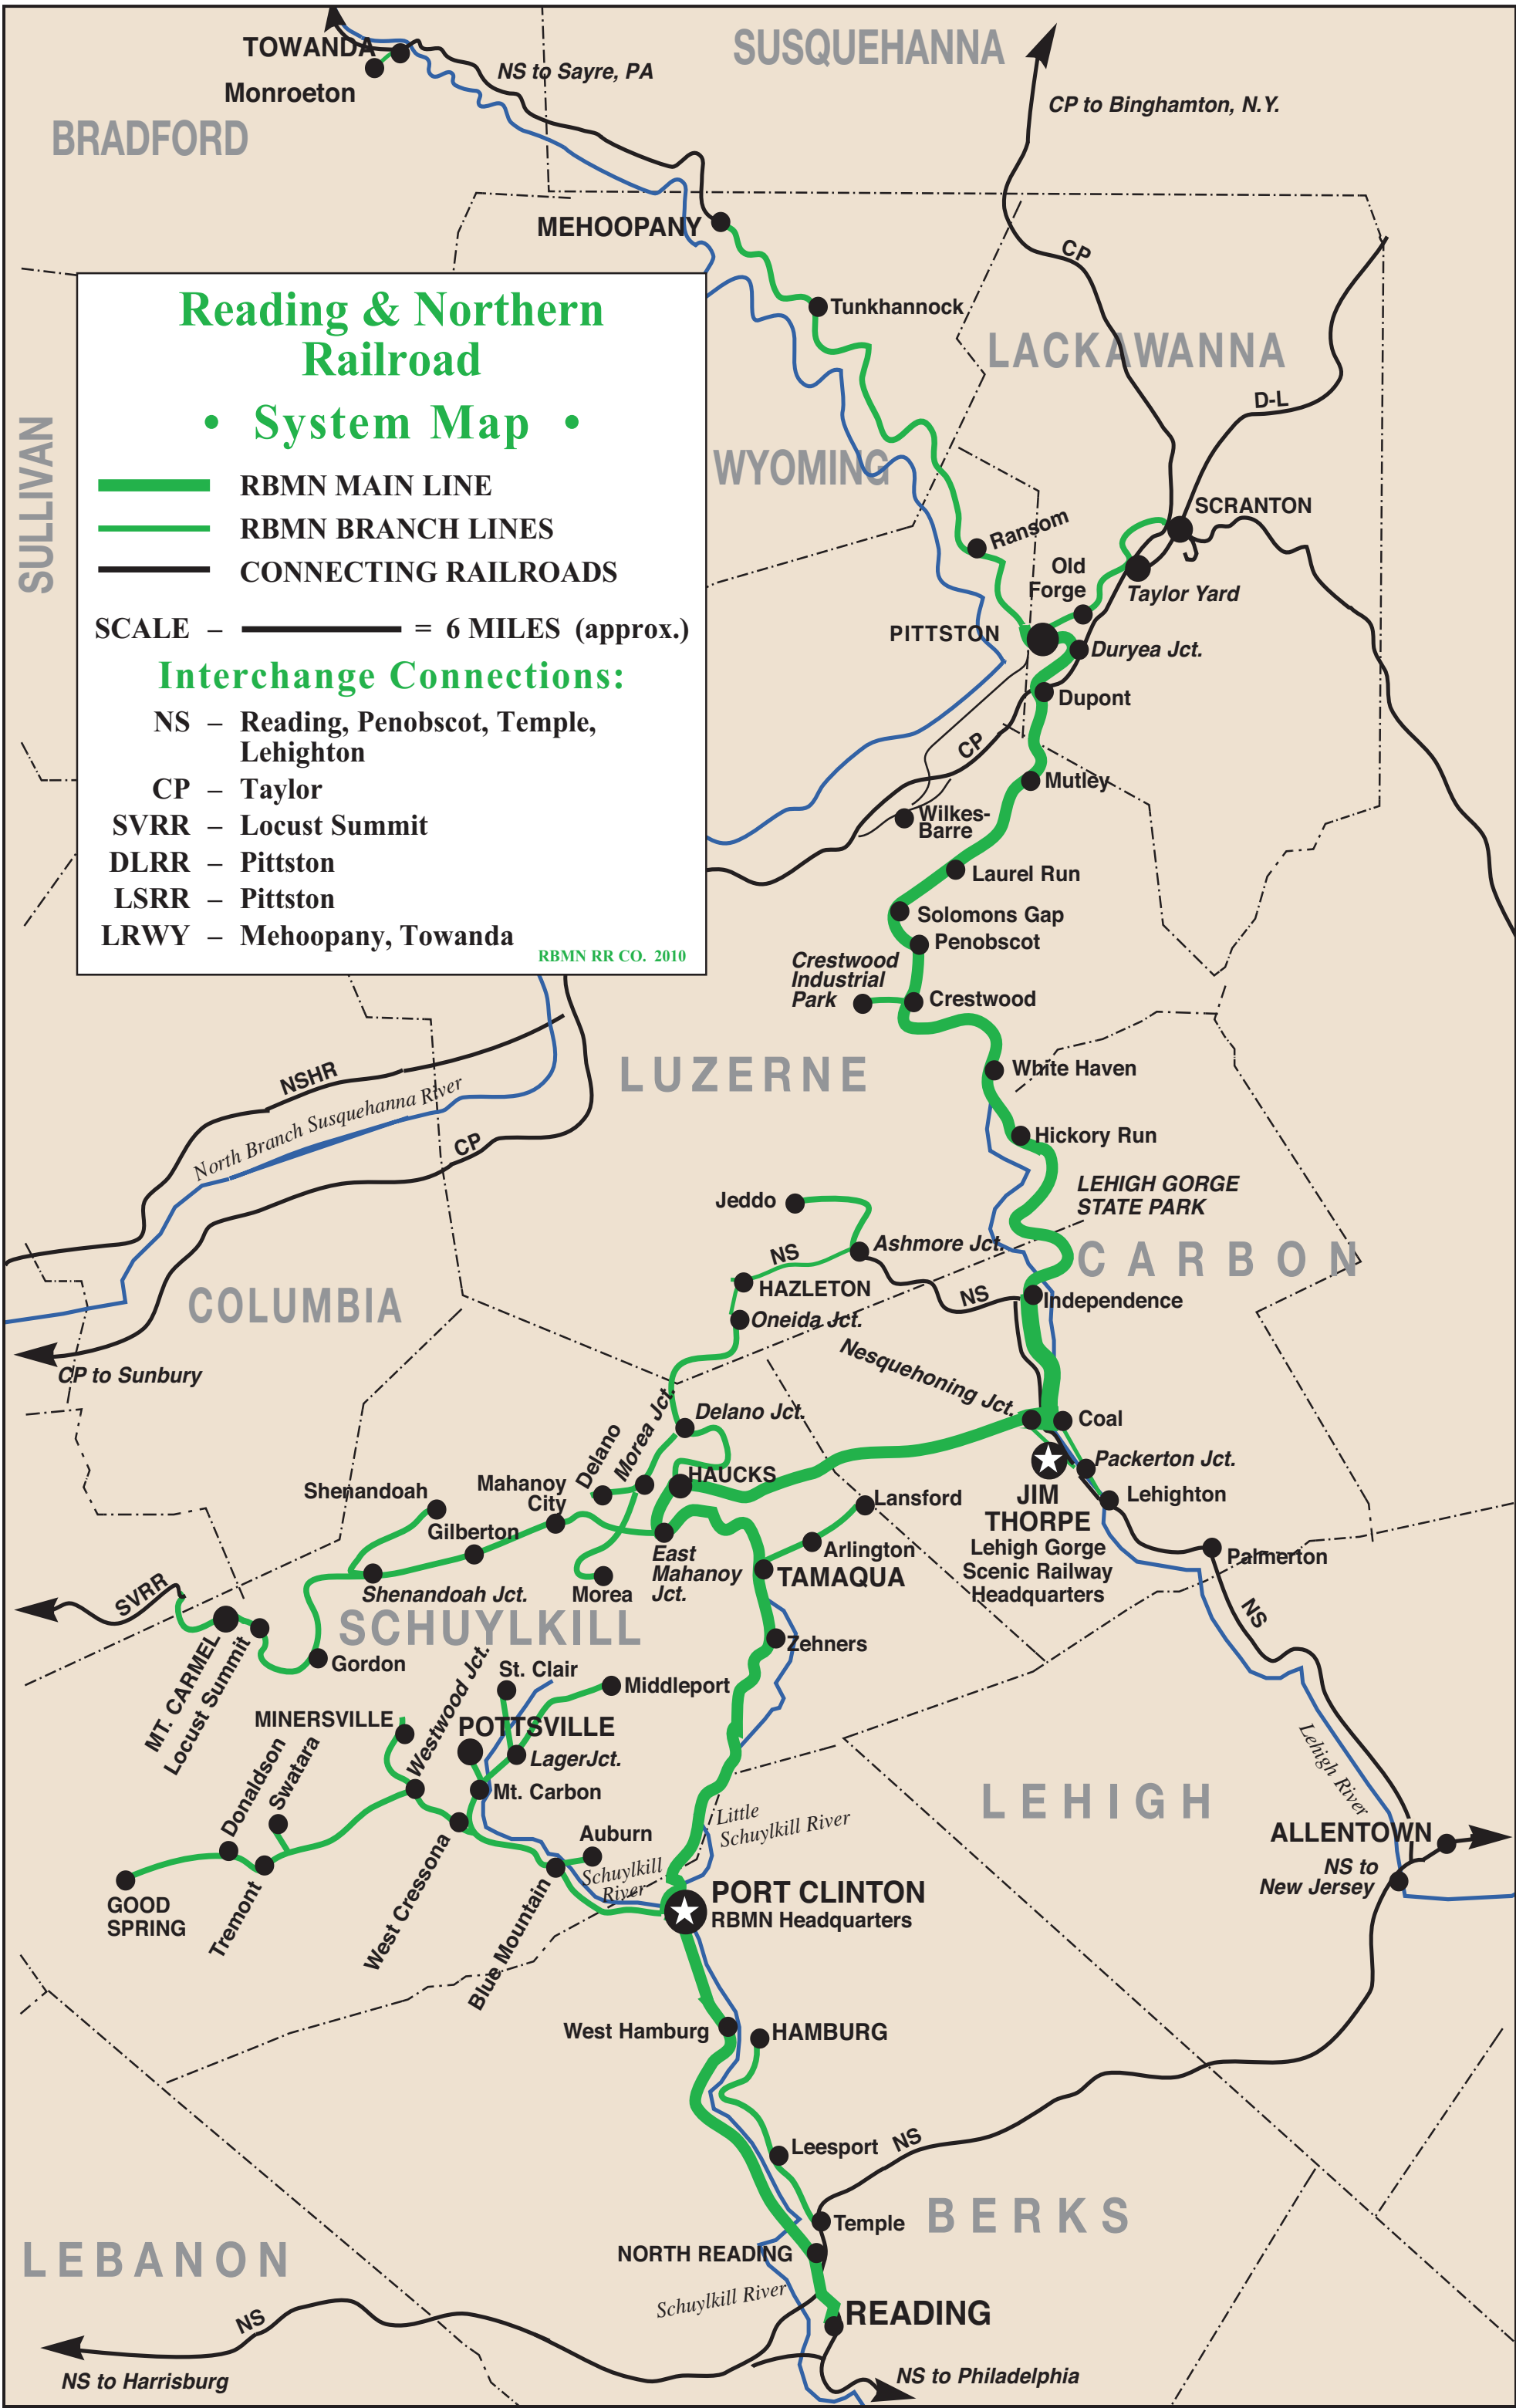 TOWANDA
Monroeton
NS to Sayre, PA
SUSQUEHANNA
CP to Binghamton, N.Y.
BRADFORD
MEHOOPANY
CP
Tunkhannock
LACKAWANNA
D-L
SULLIVAN
WYOMING
Reading & Northern
Railroad
• System Map •
RBMN MAIN LINE
RBMN BRANCH LINES
CONNECTING RAILROADS
SCALE – = 6 MILES (approx.)
Interchange Connections:
NS – Reading, Penobscot, Temple,
Lehighton
CP – Taylor
SVRR – Locust Summit
DLRR – Pittston
LSRR – Pittston
LRWY – Mehoopany, Towanda
RBMN RR CO. 2010
SCRANTON
Ransom
Old
Forge
Taylor Yard
PITTSTON
Duryea Jct.
Dupont
CP
Mutley
Wilkes-
Barre
Laurel Run
Solomons Gap
Penobscot
Crestwood
Industrial
Park
Crestwood
LUZERNE
White Haven
NSHR
North Branch Susquehanna River
CP
Hickory Run
LEHIGH GORGE
STATE PARK
Jeddo
Ashmore Jct.
NS
CARBON
HAZLETON
NS
Independence
COLUMBIA
Oneida Jct.
CP to Sunbury
Nesquehoning Jct.
Coal
Delano Jct.
Morea Jct.
Delano
Packerton Jct.
HAUCKS
Mahanoy
City
Shenandoah
Lansford
Lehighton
JIM
THORPE
Lehigh Gorge
Scenic Railway
Headquarters
Gilberton
Arlington
East
Mahanoy
Jct.
TAMAQUA
Palmerton
Shenandoah Jct.
Morea
SVRR
NS
SCHUYLKILL
Zehners
Gordon
MT. CARMEL
Locust Summit
Westwood Jct.
St. Clair
Middleport
MINERSVILLE
POTTSVILLE
LagerJct.
Donaldson
Swatara
Mt. Carbon
Lehigh River
LEHIGH
Little
Schuylkill River
Auburn
ALLENTOWN
Schuylkill
River
NS to
New Jersey
GOOD
SPRING
Tremont
West Cressona
Blue Mountain
PORT CLINTON
RBMN Headquarters
West Hamburg
HAMBURG
Leesport
NS
Temple
BERKS
NORTH READING
LEBANON
Schuylkill River
READING
NS
NS to Harrisburg
NS to Philadelphia